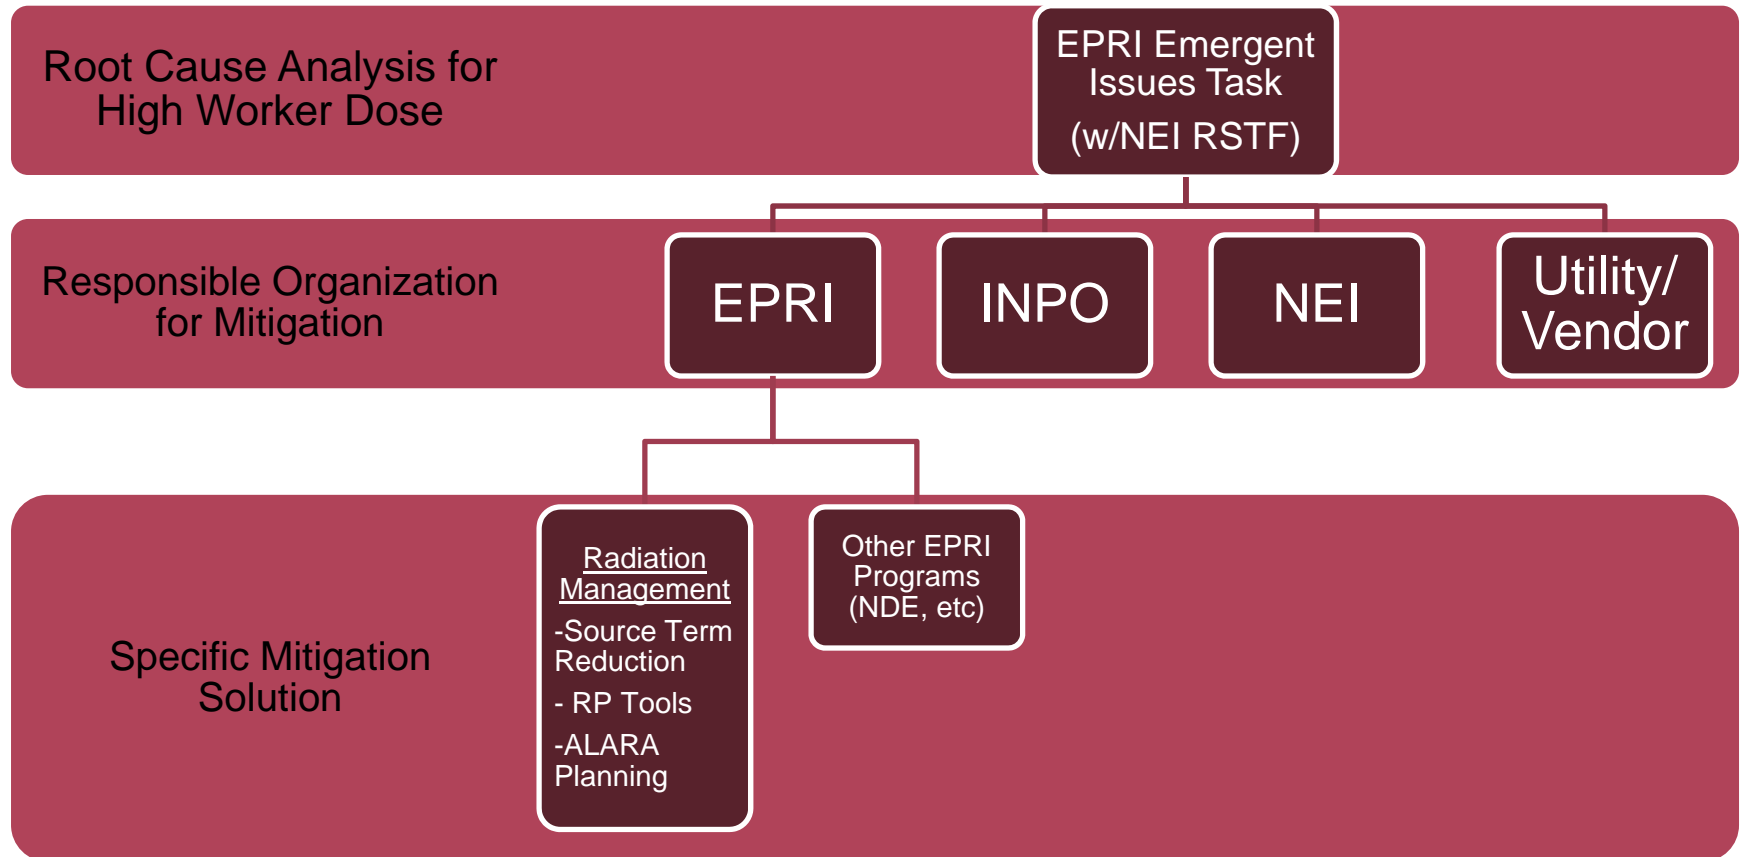 Root Cause Analysis for
High Worker Dose
EPRI Emergent
Issues Task
(w/NEI RSTF)
Responsible Organization
for Mitigation
EPRI
INPO
NEI
Utility/
Vendor
Specific Mitigation
Solution
Radiation
Management
-Source Term
Reduction
- RP Tools
-ALARA
Planning
Other EPRI
Programs
(NDE, etc)